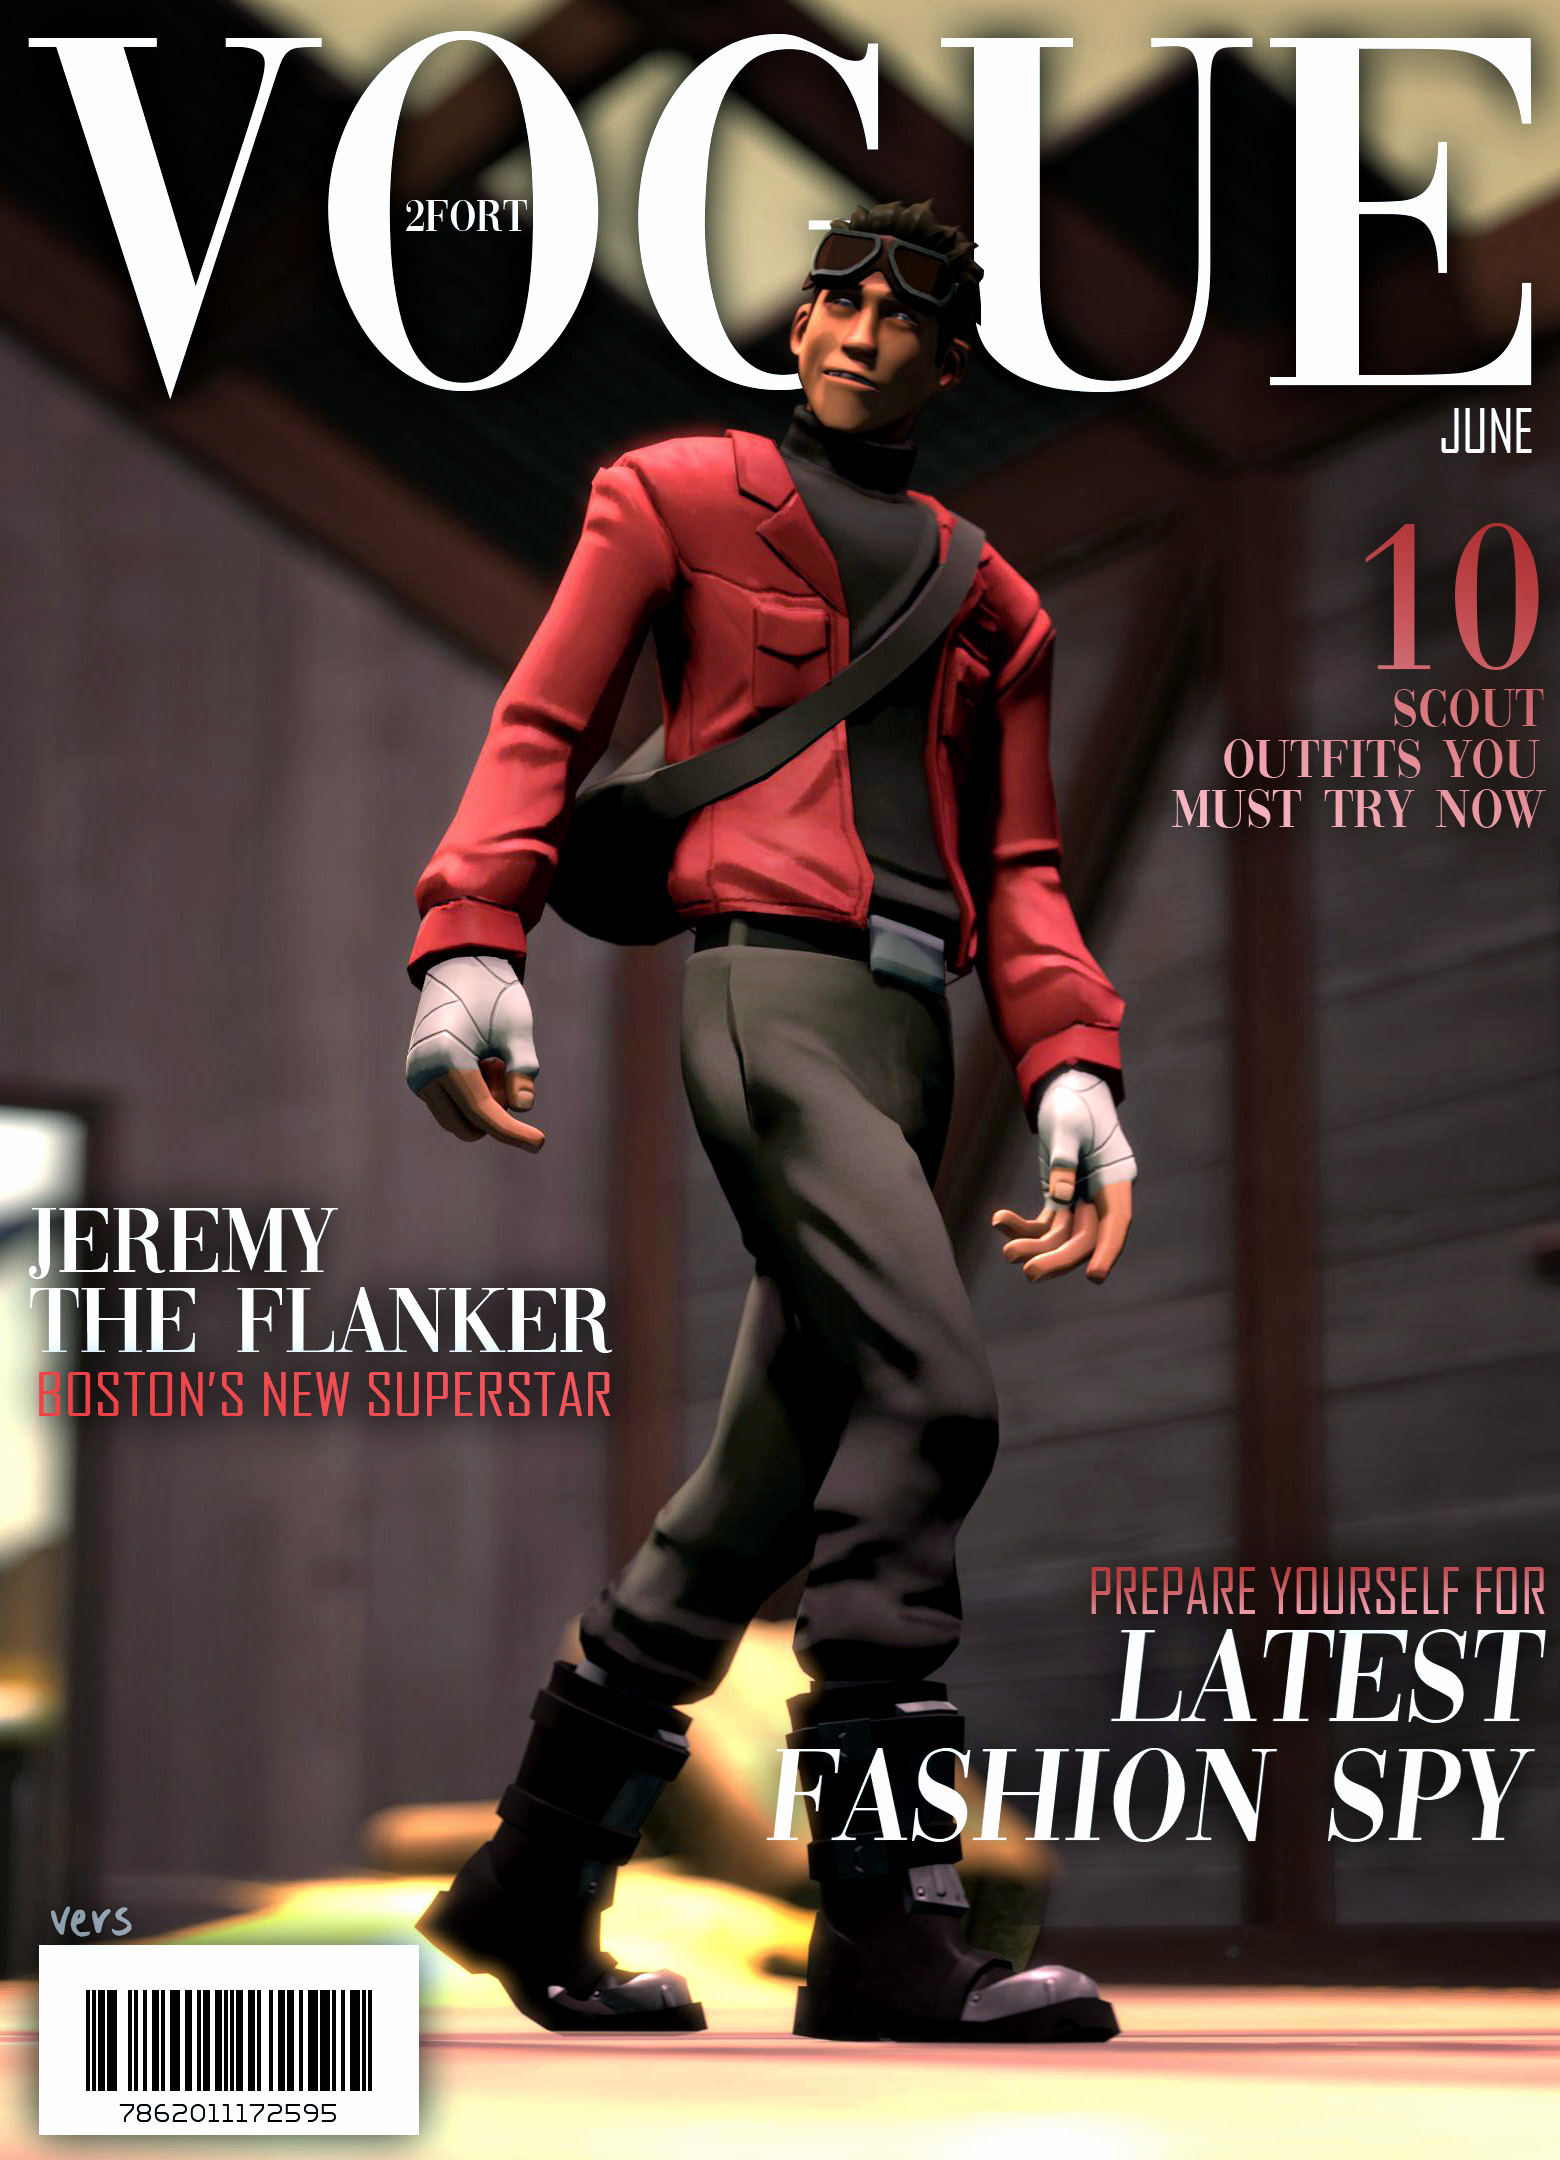 VOGUE
2FORT
JUNE
10
SCOUT
OUTFITS YOU
MUST TRY NOW
JEREMY
THE FLANKER
BOSTON'S NEW SUPERSTAR
PREPARE YOURSELF FOR
LATEST
FASHION SPY
vers
7862011172595